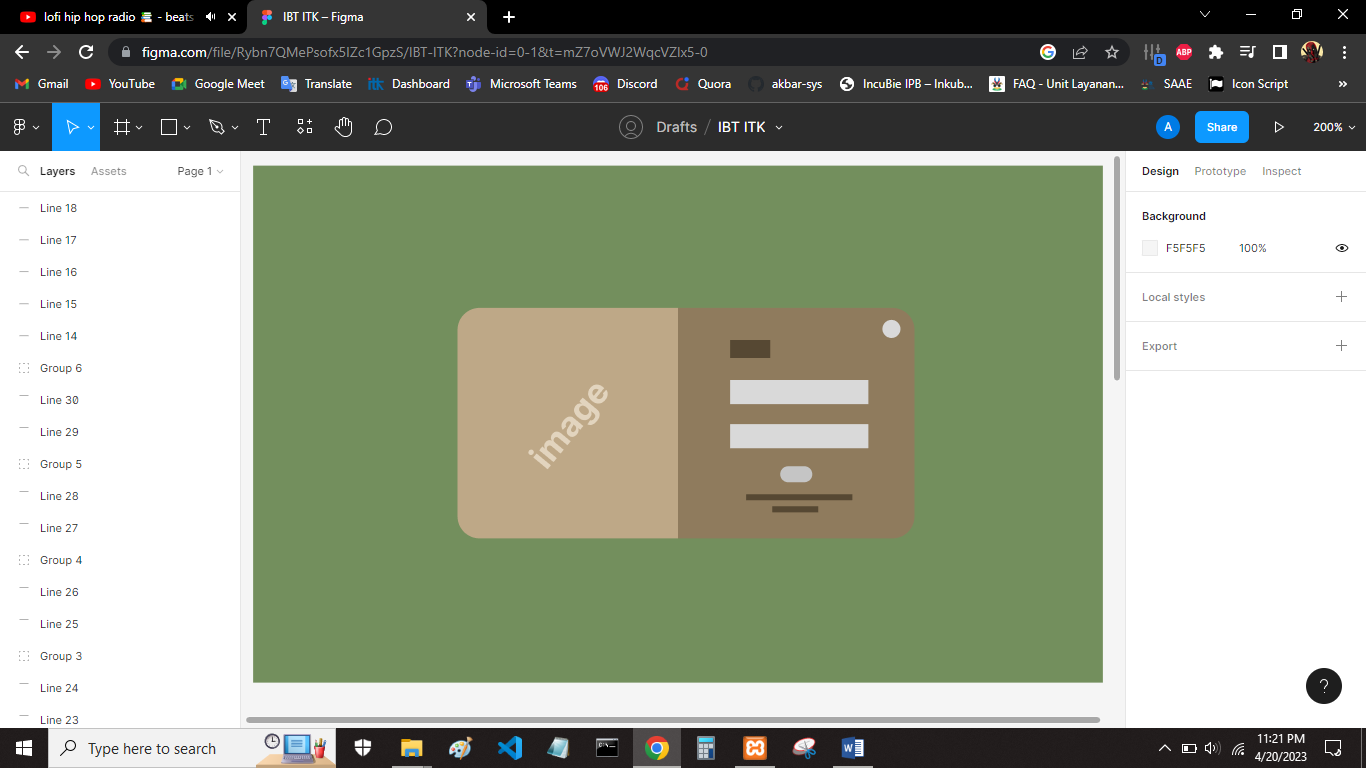 lofi hip hop radio 📚 - beats
IBT ITK – Figma
figma.com/file/Rybn7QMePsofx5IZc1GpzS/IBT-ITK?node-id=0-1&t=mZ7oVWJ2WqcVZlx5-0
ABP
D
Gmail
YouTube
Google Meet
Translate
itk
Dashboard
Microsoft Teams
106
Discord
Quora
akbar-sys
IncuBie IPB – Inkub...
FAQ - Unit Layanan...
SAAE
Icon Script
»
Drafts / IBT ITK
A
Share
200%
Layers
Assets
Page 1
Line 18
Line 17
Line 16
Line 15
Line 14
Group 6
Line 30
Line 29
Group 5
Line 28
Line 27
Group 4
Line 26
Line 25
Group 3
Line 24
Line 23
image
Design
Prototype
Inspect
Background
F5F5F5
100%
Local styles
Export
?
Type here to search
11:21 PM
4/20/2023